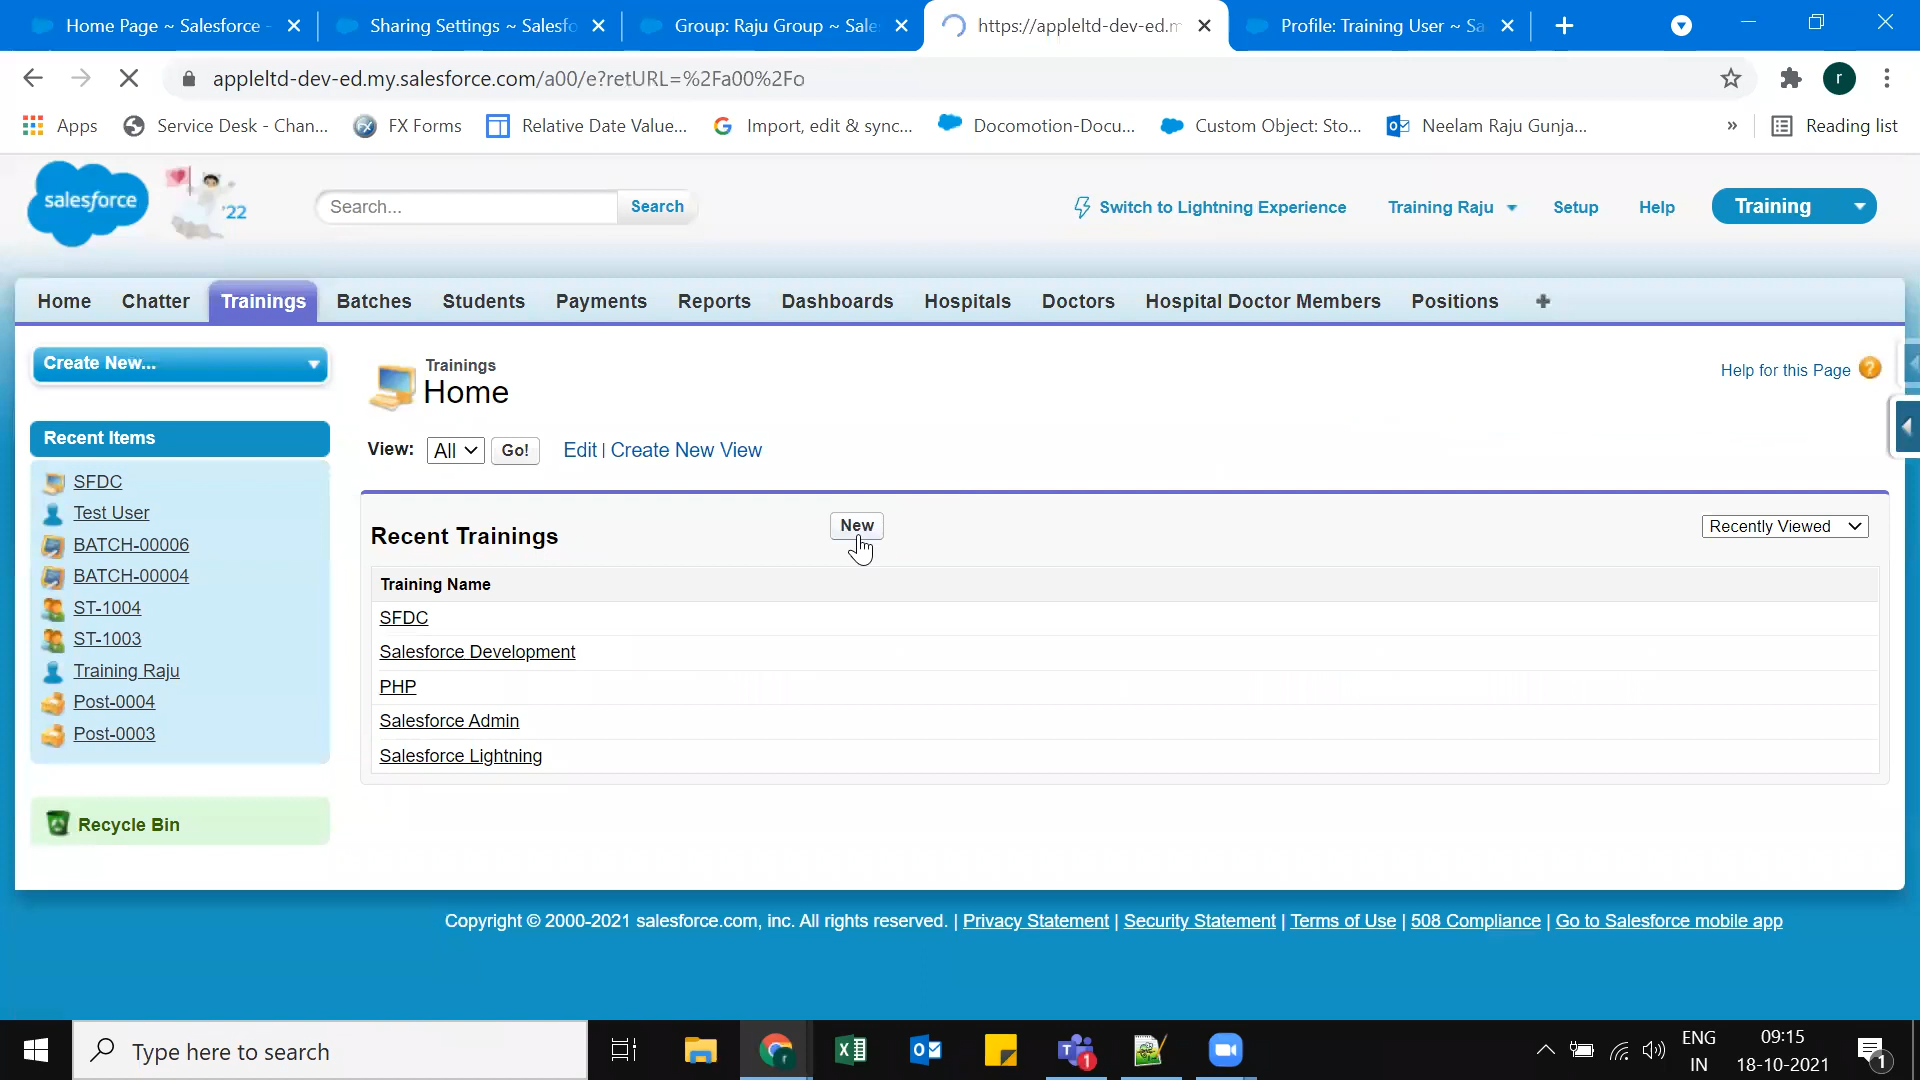 Home Page ~ Salesforce -
Sharing Settings ~ Salesfo
Group: Raju Group ~ Sale
https://appleltd-dev-ed.m
Profile: Training User ~ Sa
appleltd-dev-ed.my.salesforce.com/a00/e?retURL=%2Fa00%2Fo
r
Apps
Service Desk - Chan...
FX Forms
Relative Date Value...
Import, edit & sync...
Docomotion-Docu...
Custom Object: Sto...
Neelam Raju Gunja...
»
Reading list
salesforce
'22
Search...
Search
Switch to Lightning Experience
Training Raju
Setup
Help
Training
Home
Chatter
Trainings
Batches
Students
Payments
Reports
Dashboards
Hospitals
Doctors
Hospital Doctor Members
Positions
Create New...
Recent Items
SFDC
Test User
BATCH-00006
BATCH-00004
ST-1004
ST-1003
Training Raju
Post-0004
Post-0003
Recycle Bin
Trainings
Home
Help for this Page
View: All Go! Edit | Create New View
Recent Trainings
New
Recently Viewed
Training Name
SFDC
Salesforce Development
PHP
Salesforce Admin
Salesforce Lightning
Copyright © 2000-2021 salesforce.com, inc. All rights reserved. | Privacy Statement | Security Statement | Terms of Use | 508 Compliance | Go to Salesforce mobile app
Type here to search
1
ENG
IN
09:15
18-10-2021
1